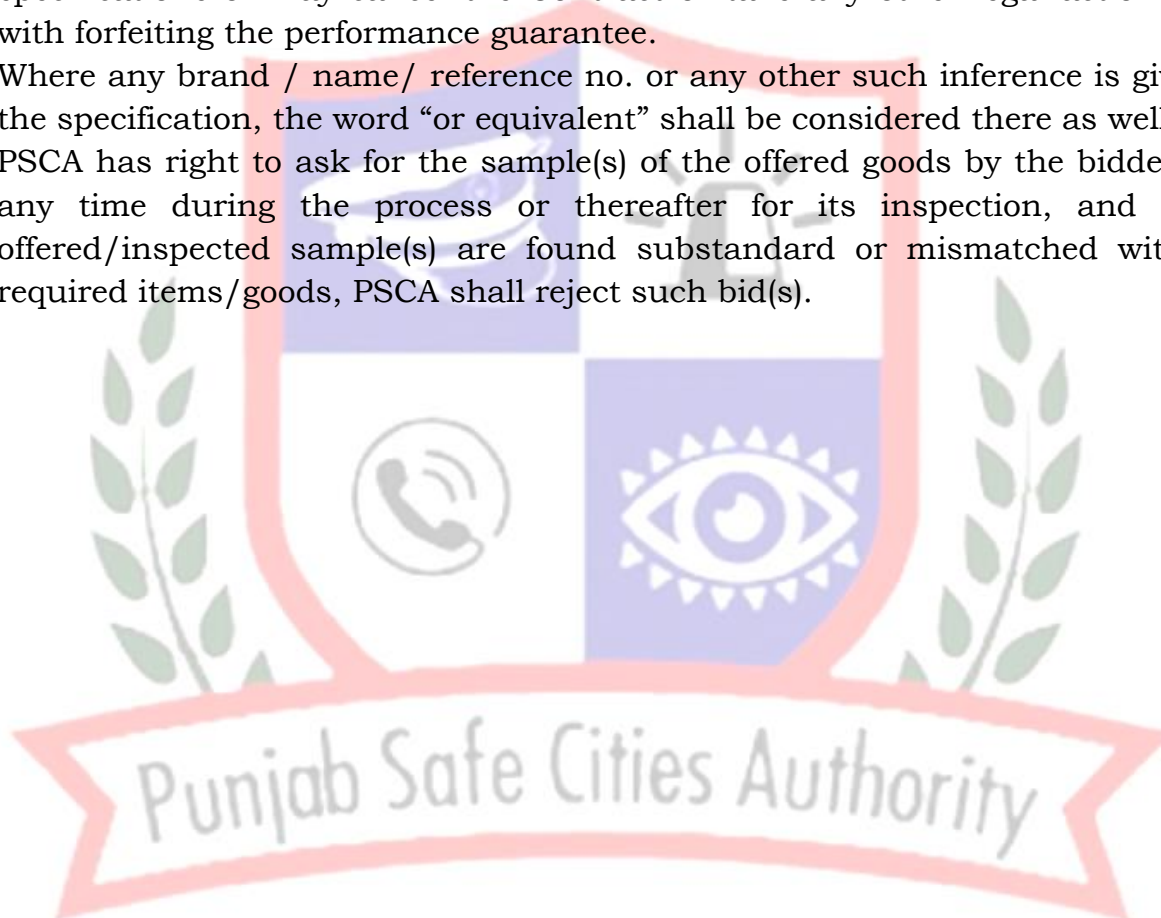 with forfeiting the performance guarantee.
Where any brand / name/ reference no. or any other such inference is gi
the specification, the word “or equivalent” shall be considered there as well
PSCA has right to ask for the sample(s) of the offered goods by the bidde
any time during the process or thereafter for its inspection, and
offered/inspected sample(s) are found substandard or mismatched wit
required items/goods, PSCA shall reject such bid(s).
Punjab Safe Cities Authority